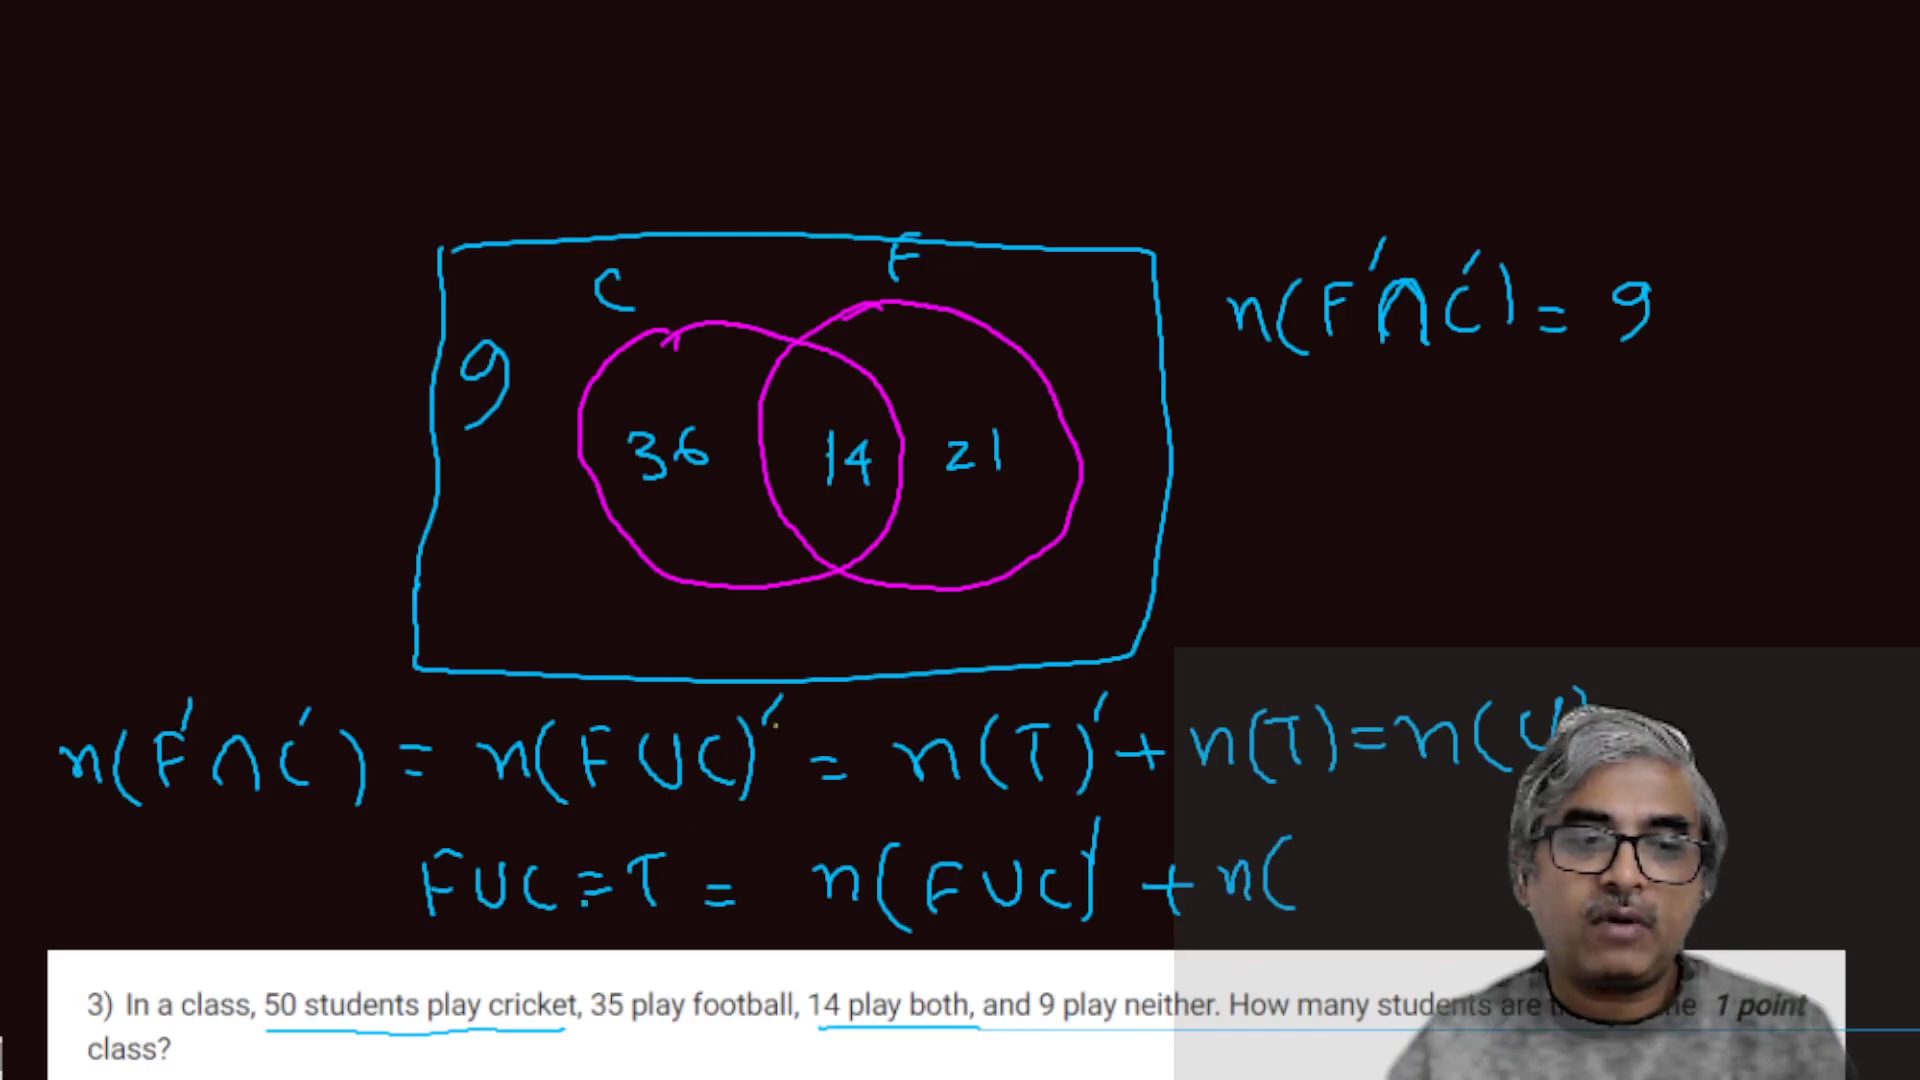 C F
n(F'∩C') = 9
9
36 14 21
n(F'∩C') = n(F∪C)' = n(T)' + n(T) = n(U)
F∪C = T = n(F∪C)' + n(
3) In a class, 50 students play cricket, 35 play football, 14 play both, and 9 play neither. How many students are 1 point
class?